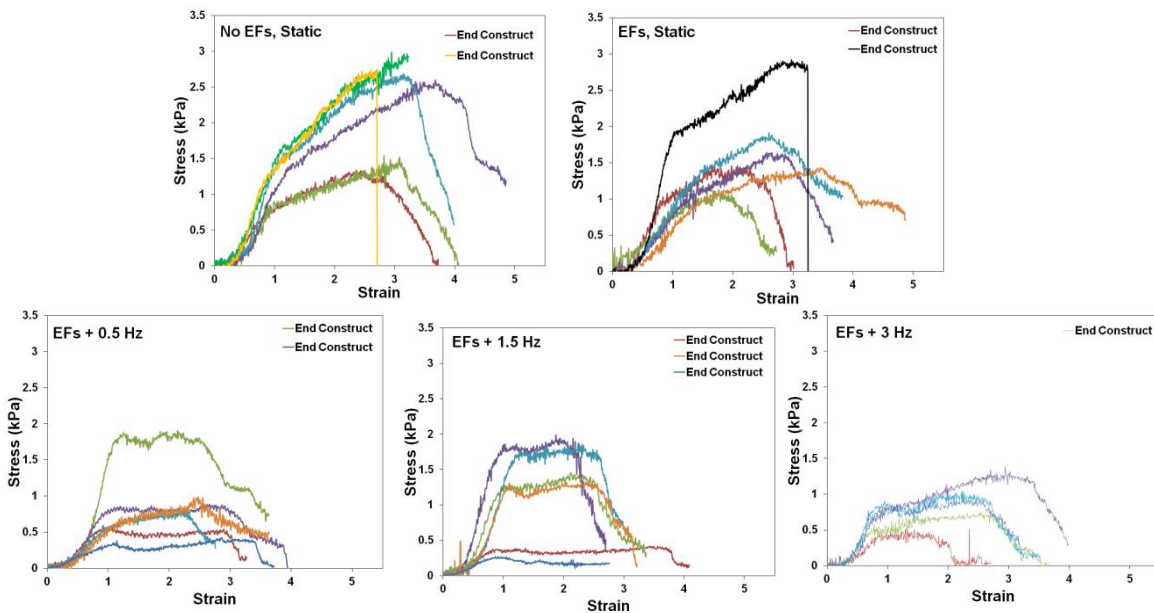 No EFs, Static
End Construct
End Construct
Stress (kPa)
3.5
3
2.5
2
1.5
1
0.5
0
0 1 2 3 4 5
Strain
EFs, Static
End Construct
End Construct
Stress (kPa)
3.5
3
2.5
2
1.5
1
0.5
0
0 1 2 3 4 5
Strain
EFs + 0.5 Hz
End Construct
End Construct
Stress (kPa)
3.5
3
2.5
2
1.5
1
0.5
0
0 1 2 3 4 5
Strain
EFs + 1.5 Hz
End Construct
End Construct
End Construct
Stress (kPa)
3.5
3
2.5
2
1.5
1
0.5
0
0 1 2 3 4 5
Strain
EFs + 3 Hz
End Construct
Stress (kPa)
3.5
3
2.5
2
1.5
1
0.5
0
0 1 2 3 4 5
Strain